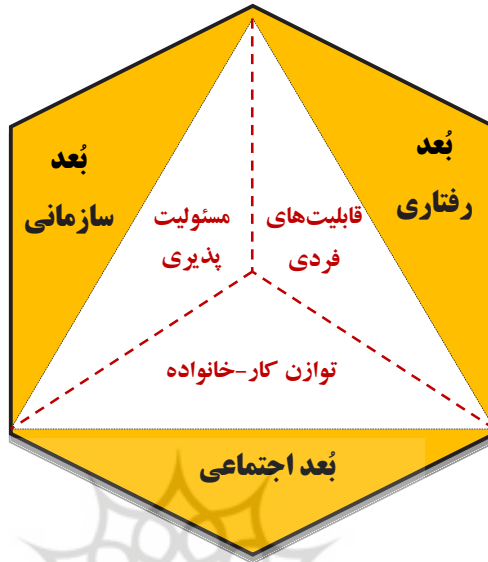 بُعد
رفتاری
بُعد
سازمانی
قابلیت‌های
فردی
مسئولیت
پذیری
توازن کار-خانواده
بُعد اجتماعی